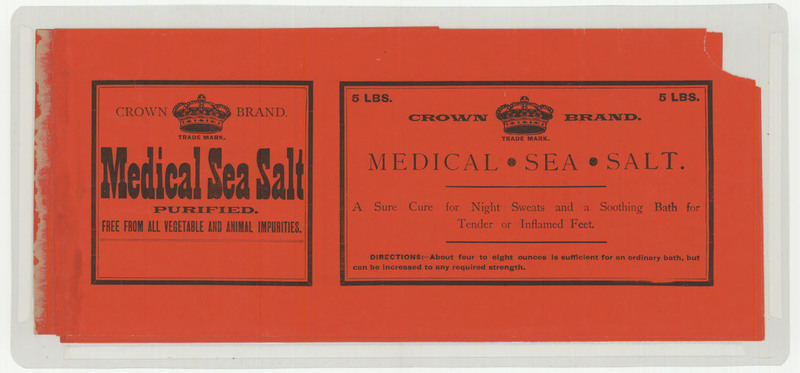 CROWN BRAND.
TRADE MARK.
Medical Sea Salt
PURIFIED.
FREE FROM ALL VEGETABLE AND ANIMAL IMPURITIES.
5 LBS. 5 LBS.
CROWN BRAND.
TRADE MARK.
MEDICAL • SEA • SALT.
A Sure Cure for Night Sweats and a Soothing Bath for
Tender or Inflamed Feet.
DIRECTIONS:—About four to eight ounces is sufficient for an ordinary bath, but
can be increased to any required strength.